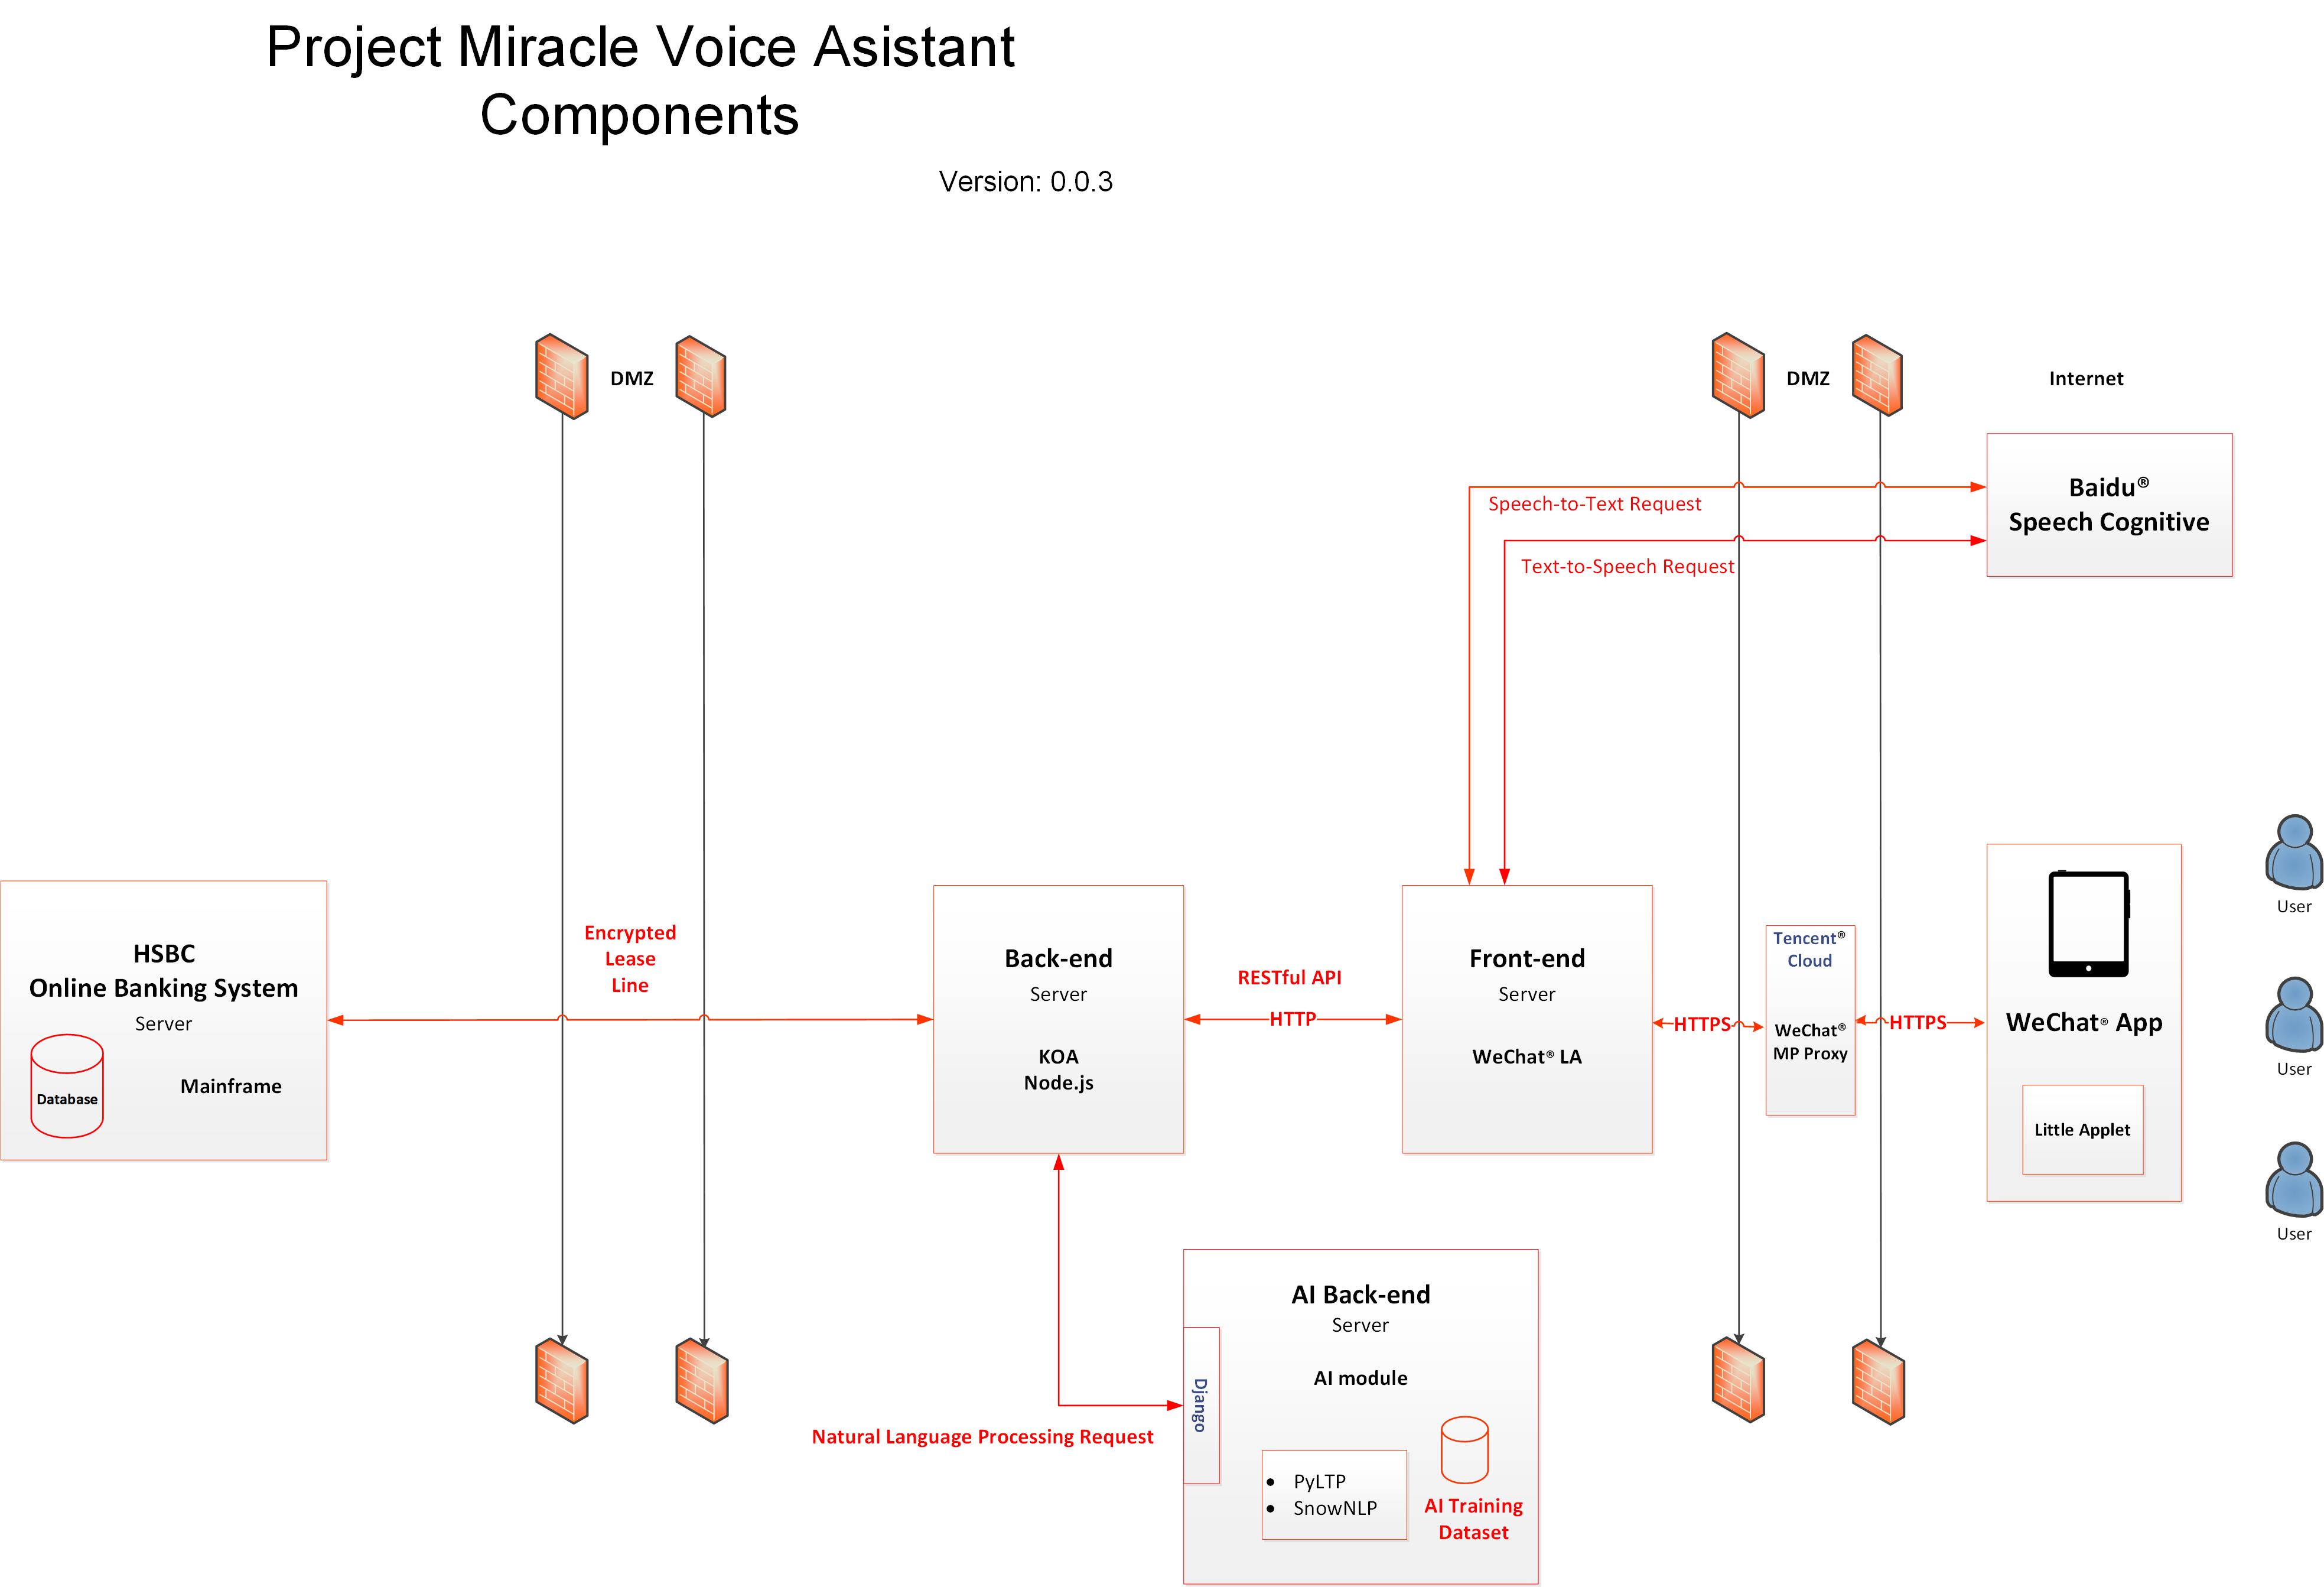 Project Miracle Voice Asistant
Components
Version: 0.0.3
DMZ
DMZ
Internet
Baidu®
Speech Cognitive
Speech-to-Text Request
Text-to-Speech Request
HSBC
Online Banking System
Server
Database
Mainframe
Encrypted
Lease
Line
Back-end
Server
KOA
Node.js
RESTful API
HTTP
Front-end
Server
WeChat® LA
HTTPS
Tencent®
Cloud
WeChat®
MP Proxy
HTTPS
WeChat® App
Little Applet
User
User
User
AI Back-end
Server
AI module
Django
Natural Language Processing Request
• PyLTP
• SnowNLP
AI Training
Dataset